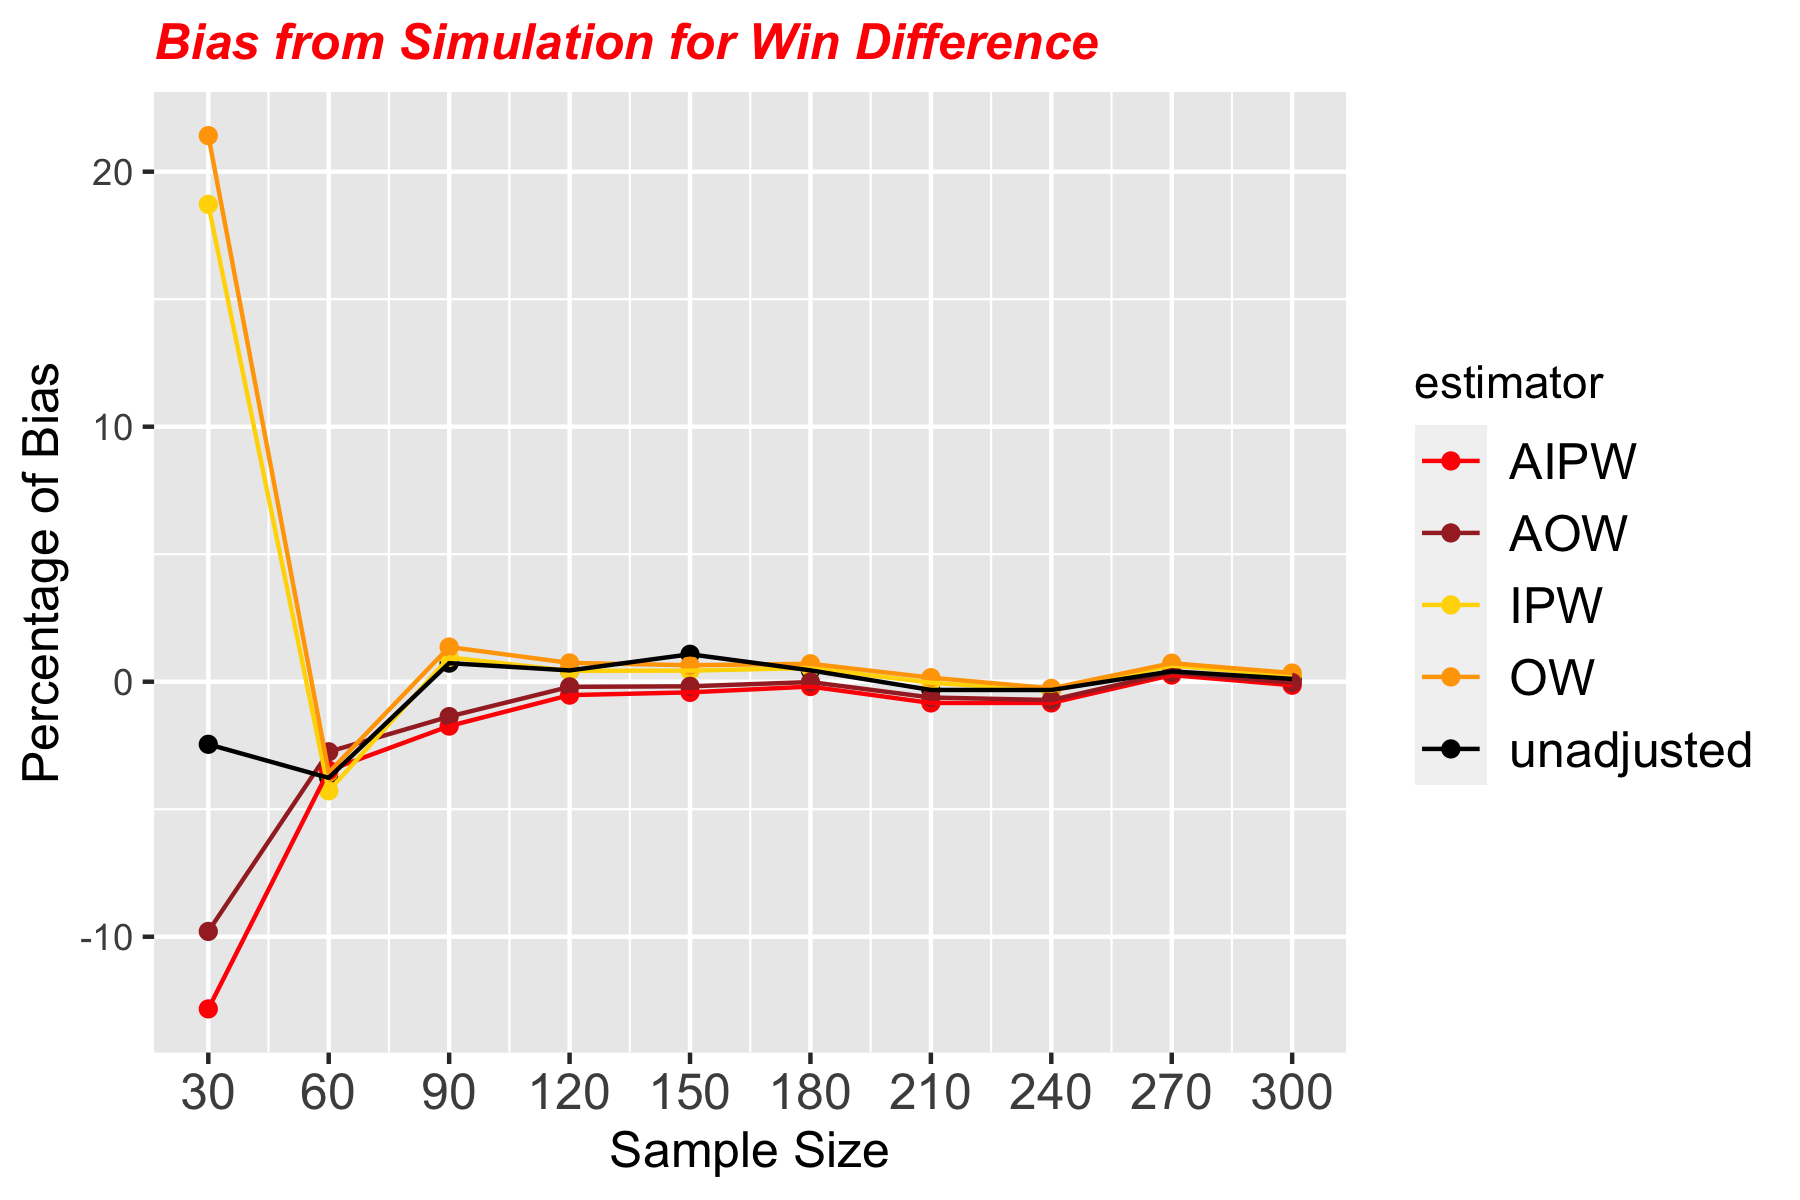 Bias from Simulation for Win Difference
Percentage of Bias
20
10
0
-10
30 60 90 120 150 180 210 240 270 300
Sample Size
estimator
AIPW
AOW
IPW
OW
unadjusted